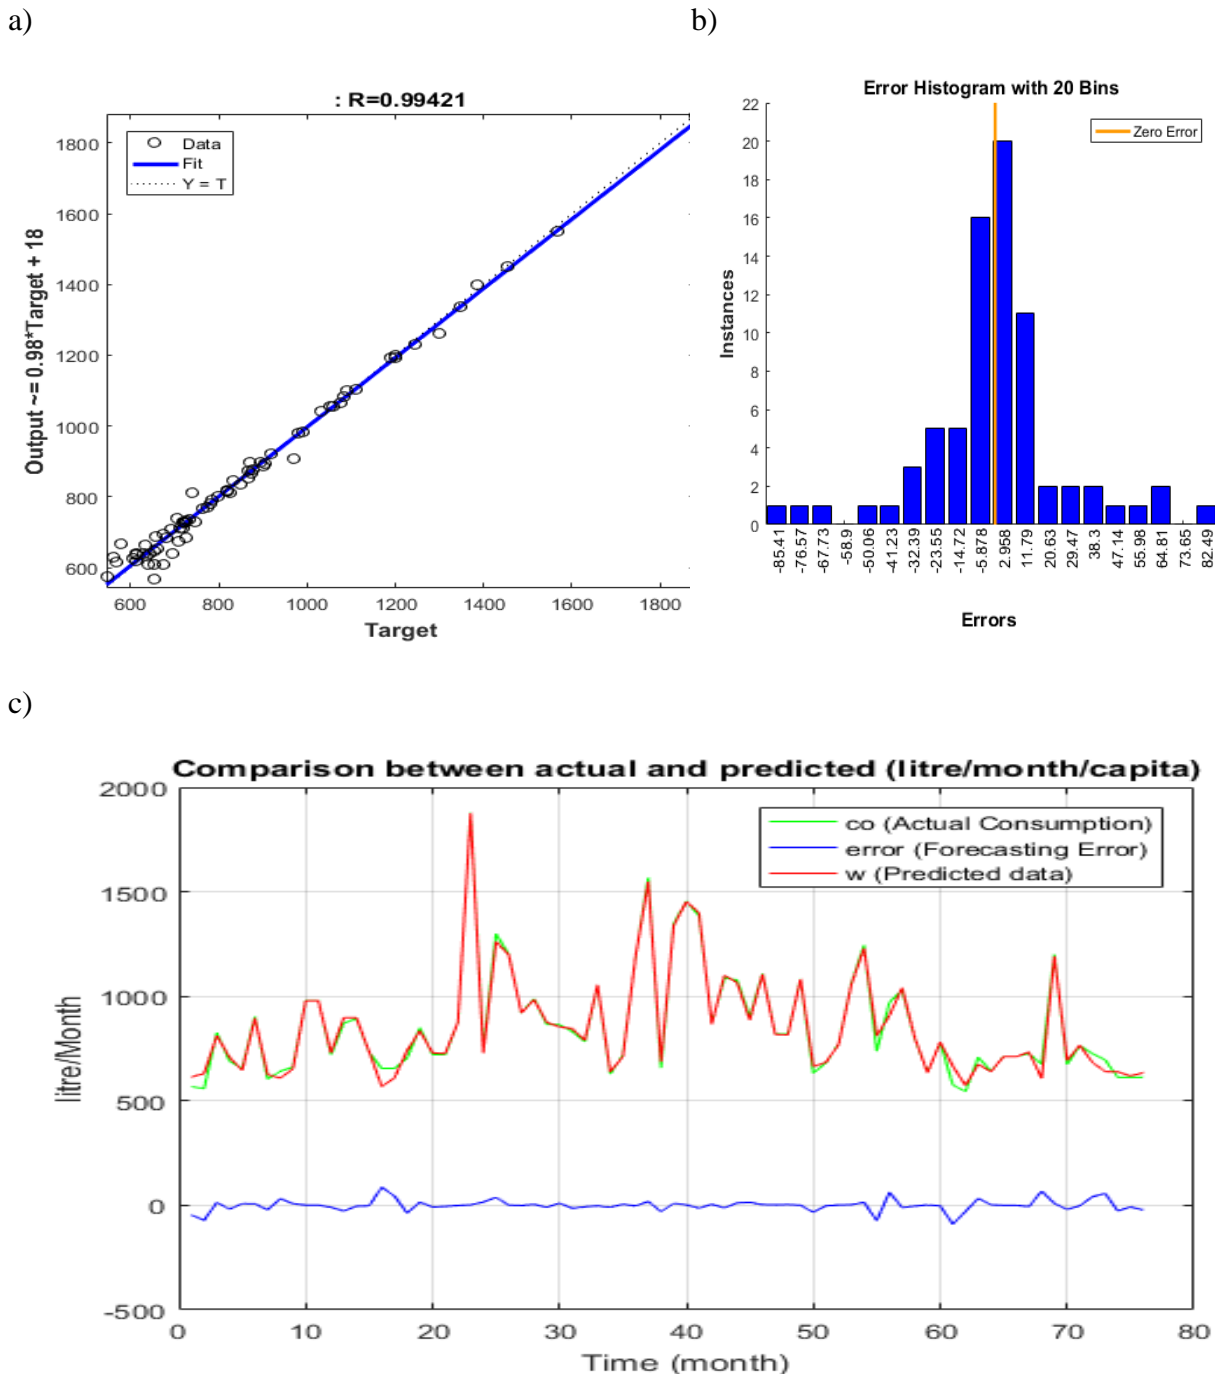 a)
b)
: R=0.99421
Data
Fit
Y = T
1800
1600
1400
1200
1000
800
600
Output ~= 0.98*Target + 18
600 800 1000 1200 1400 1600 1800
Target
Error Histogram with 20 Bins
Zero Error
22
20
18
16
14
12
10
8
6
4
2
0
Instances
-85.41
-76.57
-67.73
-58.9
-50.06
-41.23
-32.39
-23.55
-14.72
-5.878
2.958
11.79
20.63
29.47
38.3
47.14
55.98
64.81
73.65
82.49
Errors
c)
Comparison between actual and predicted (litre/month/capita)
co (Actual Consumption)
error (Forecasting Error)
w (Predicted data)
2000
1500
1000
500
0
-500
litre/Month
0 10 20 30 40 50 60 70 80
Time (month)